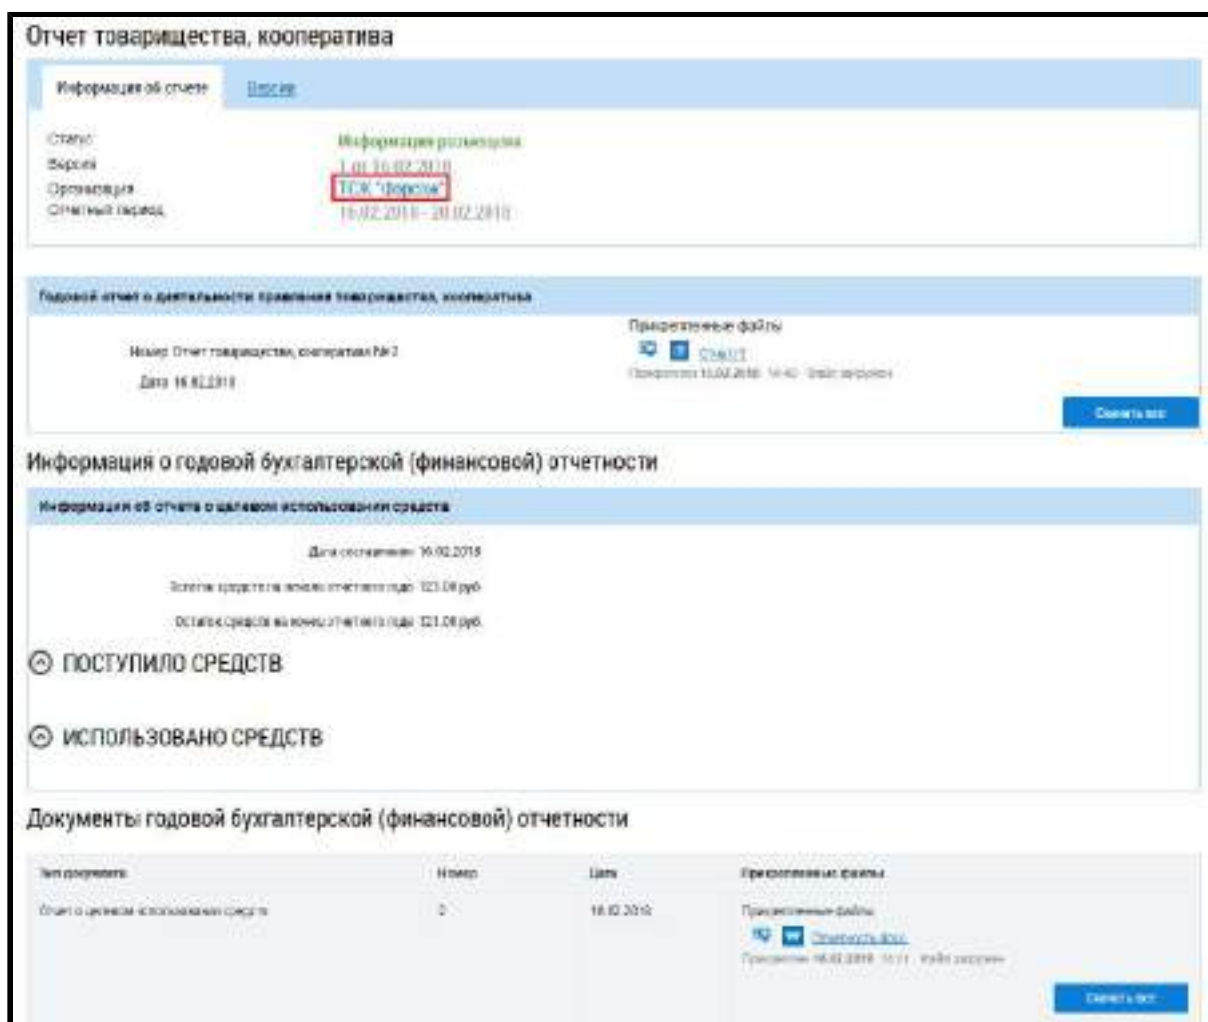 Отчет товарищества, кооператива
Информация об отчете Версии
Статус Информация размещена
Версия 1 от 16.02.2018
Организация ТСЖ "Форсаж"
Отчетный период 16.02.2018 - 20.02.2018
Годовой отчет о деятельности правления товарищества, кооператива
Прикрепленные файлы
Номер Отчет товарищества, кооператива № 2
Дата 16.02.2018
Скачать все
Информация о годовой бухгалтерской (финансовой) отчетности
Информация об отчете о целевом использовании средств
Дата составления 16.02.2018
Остаток средств на начало отчетного года руб.
Остаток средств на конец отчетного года руб.
ПОСТУПИЛО СРЕДСТВ
ИСПОЛЬЗОВАНО СРЕДСТВ
Документы годовой бухгалтерской (финансовой) отчетности
Тип документа Номер Дата Прикрепленные файлы
Отчет о целевом использовании средств 16.02.2018 Прикрепленные файлы
Скачать все